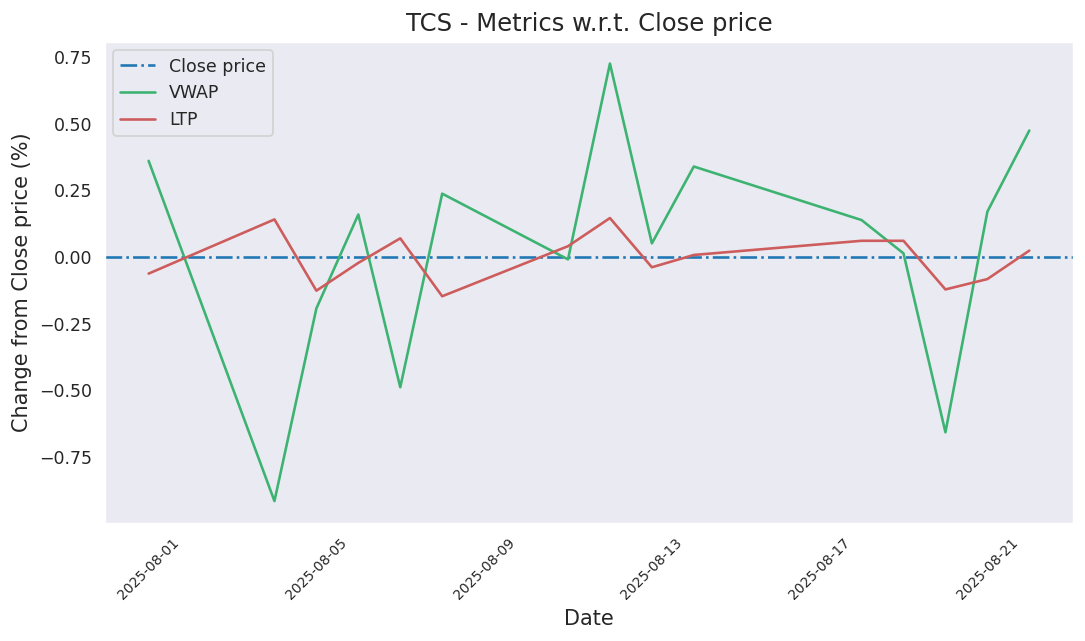 TCS - Metrics w.r.t. Close price
Close price
VWAP
LTP
Change from Close price (%)
0.75
0.50
0.25
0.00
−0.25
−0.50
−0.75
2025-08-01
2025-08-05
2025-08-09
2025-08-13
2025-08-17
2025-08-21
Date